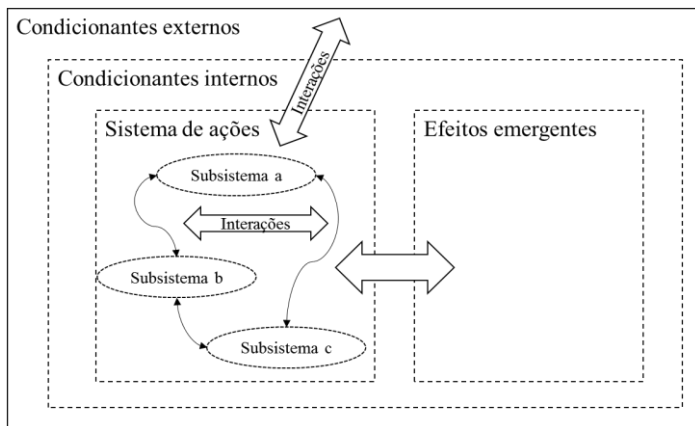 Condicionantes externos
Condicionantes internos
Interações
Sistema de ações
Efeitos emergentes
Subsistema a
Interações
Subsistema b
Subsistema c